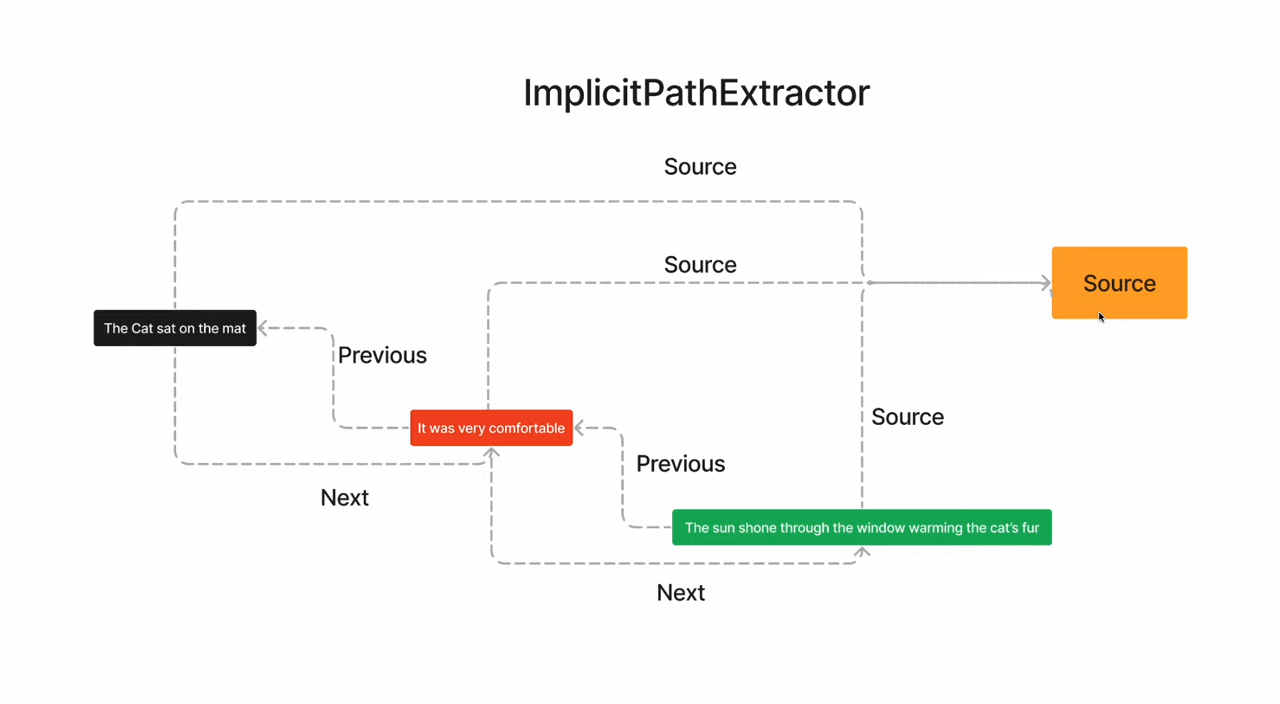 ImplicitPathExtractor
Source
Source
Source
The Cat sat on the mat
Previous
It was very comfortable
Source
Previous
Next
The sun shone through the window warming the cat's fur
Next